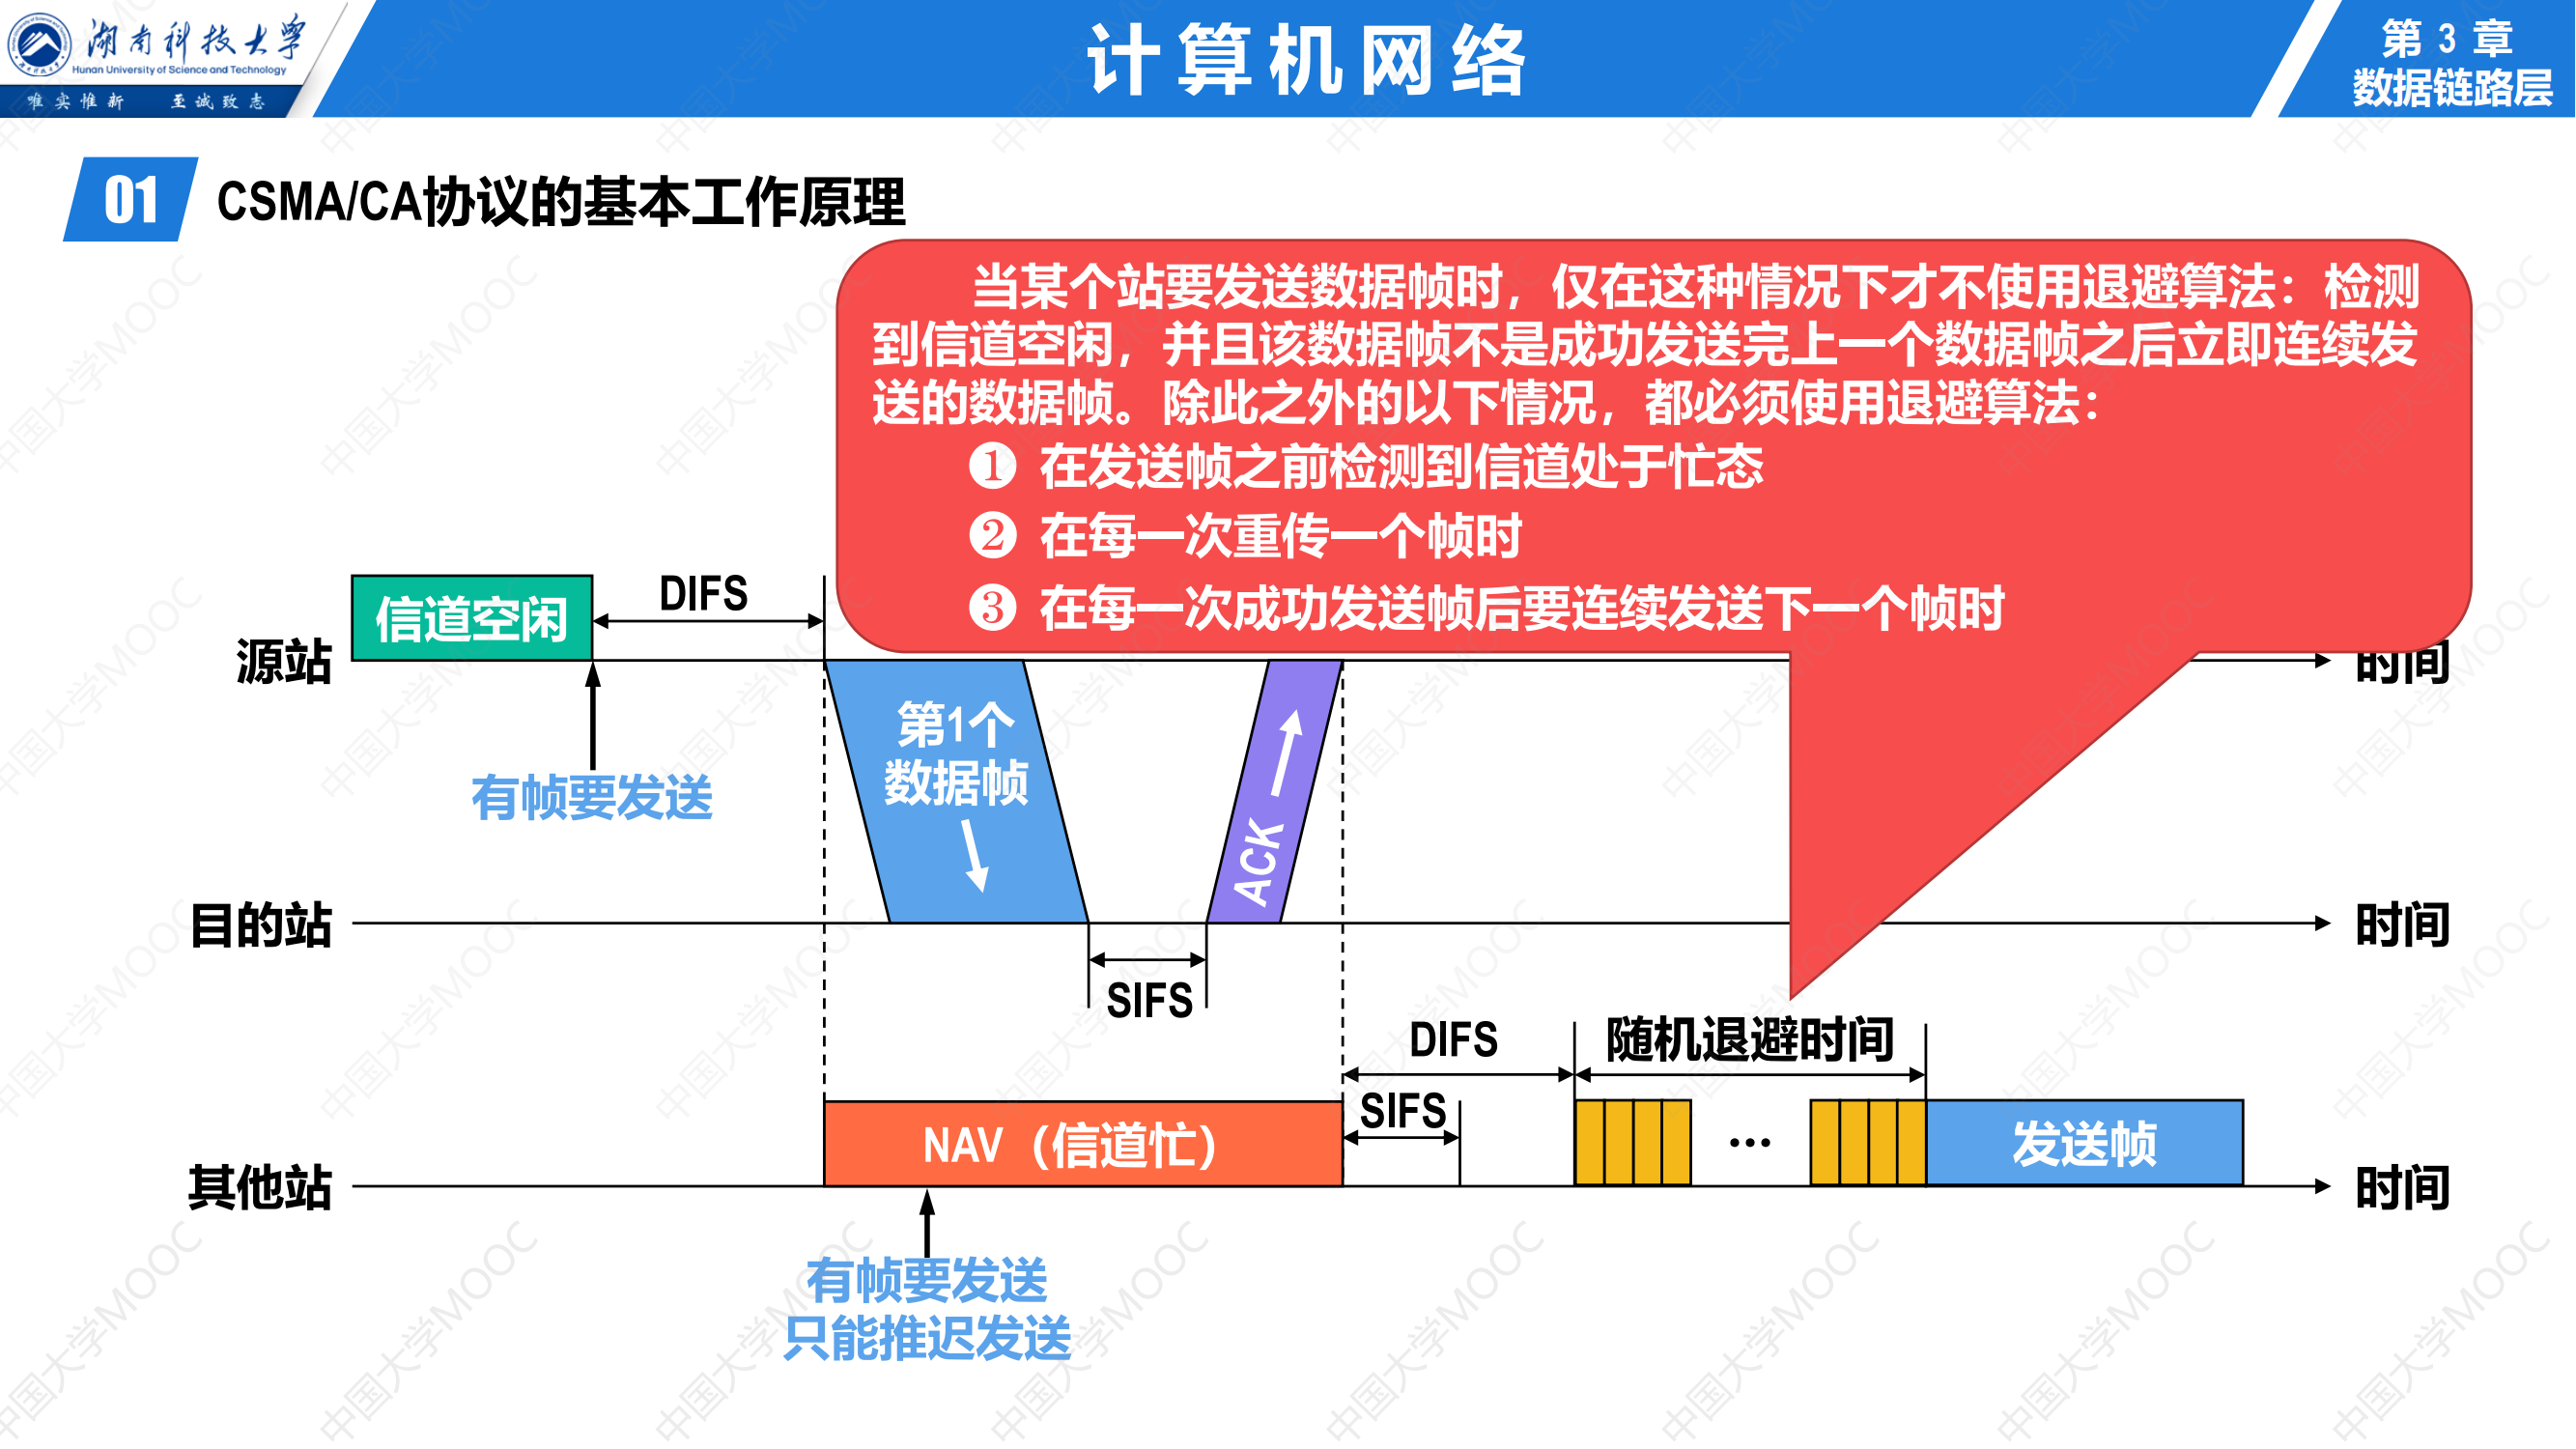 湖南科技大学
Hunan University of Science and Technology
唯实惟新 至诚致志
计算机网络
第 3 章
数据链路层
01 CSMA/CA协议的基本工作原理
当某个站要发送数据帧时，仅在这种情况下才不使用退避算法：检测
到信道空闲，并且该数据帧不是成功发送完上一个数据帧之后立即连续发
送的数据帧。除此之外的以下情况，都必须使用退避算法：
❶ 在发送帧之前检测到信道处于忙态
❷ 在每一次重传一个帧时
❸ 在每一次成功发送帧后要连续发送下一个帧时
信道空闲
DIFS
源站
时间
第1个
数据帧
有帧要发送
ACK
目的站
时间
SIFS
DIFS
随机退避时间
SIFS
NAV（信道忙）
...
发送帧
其他站
时间
有帧要发送
只能推迟发送
中国大学MOOC